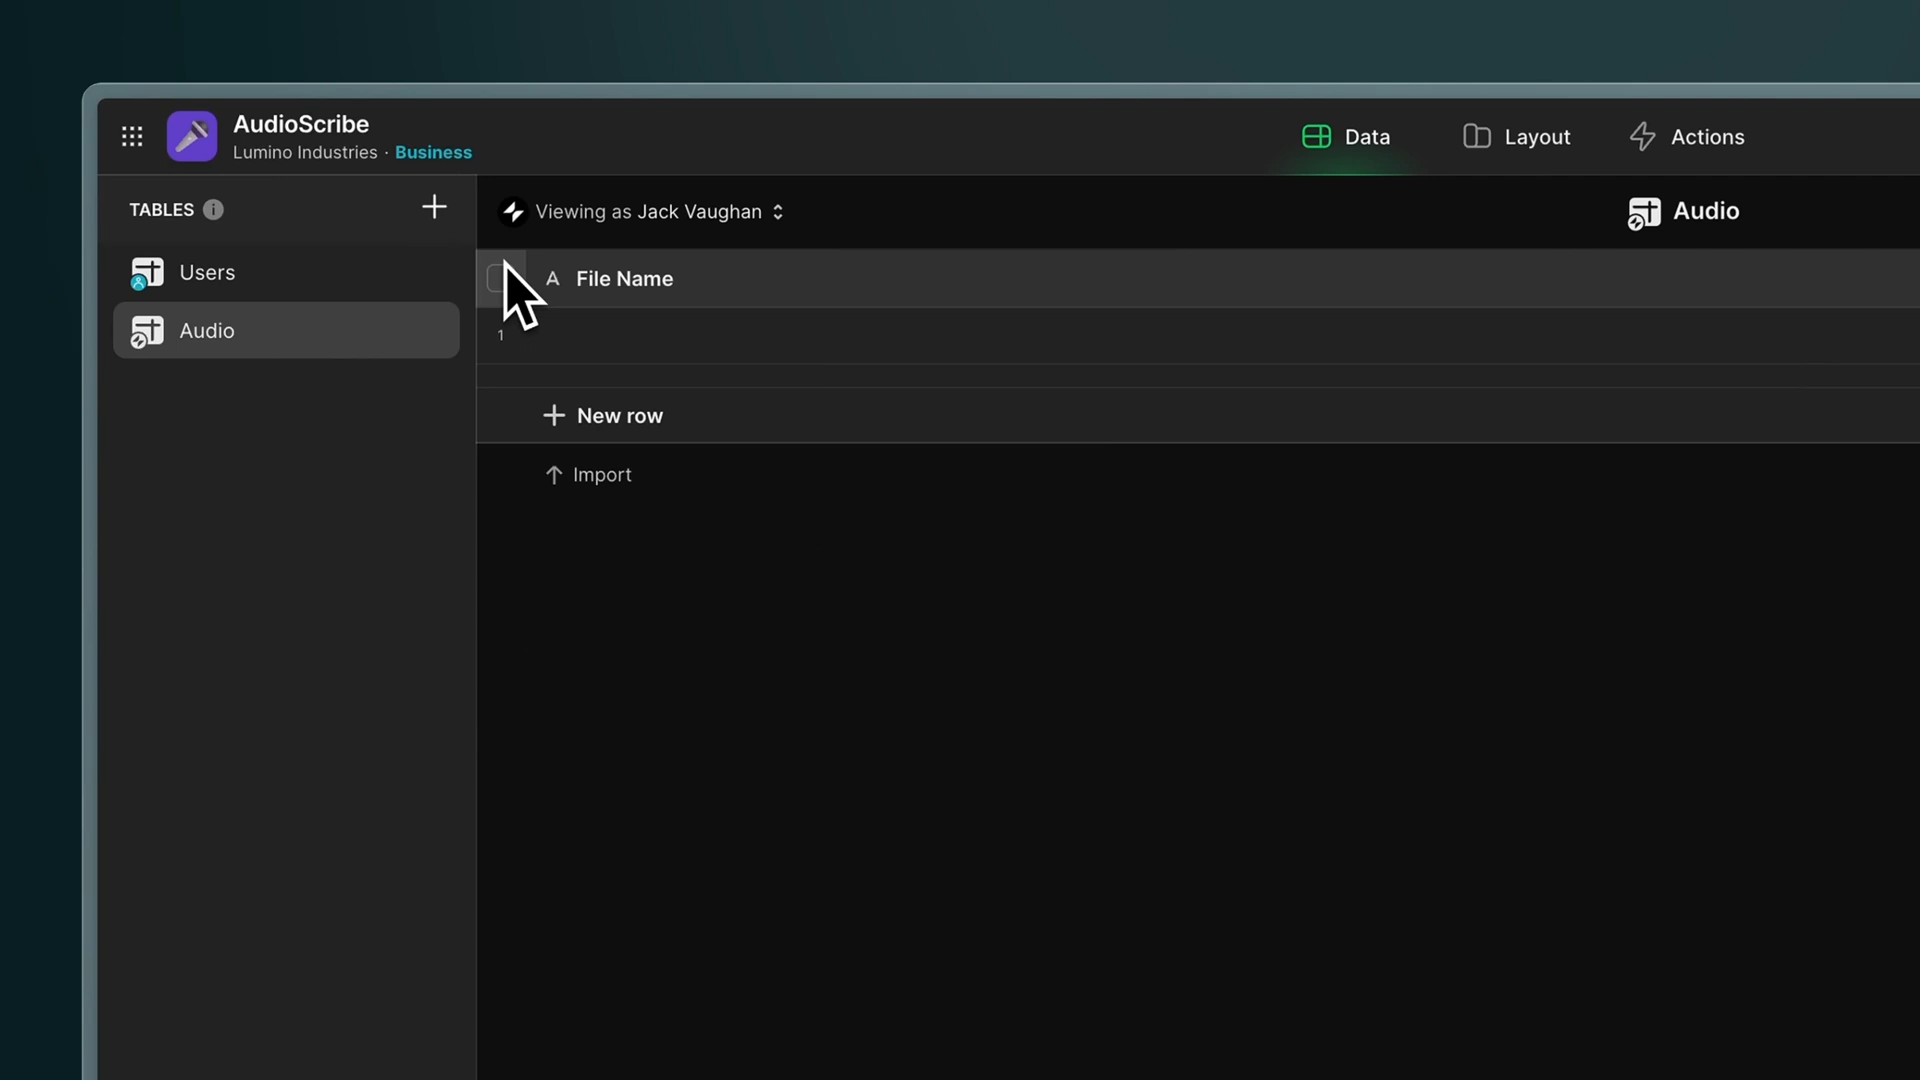 AudioScribe
Lumino Industries · Business
Data
Layout
Actions
TABLES
Users
Audio
Viewing as Jack Vaughan
Audio
A File Name
1
New row
Import